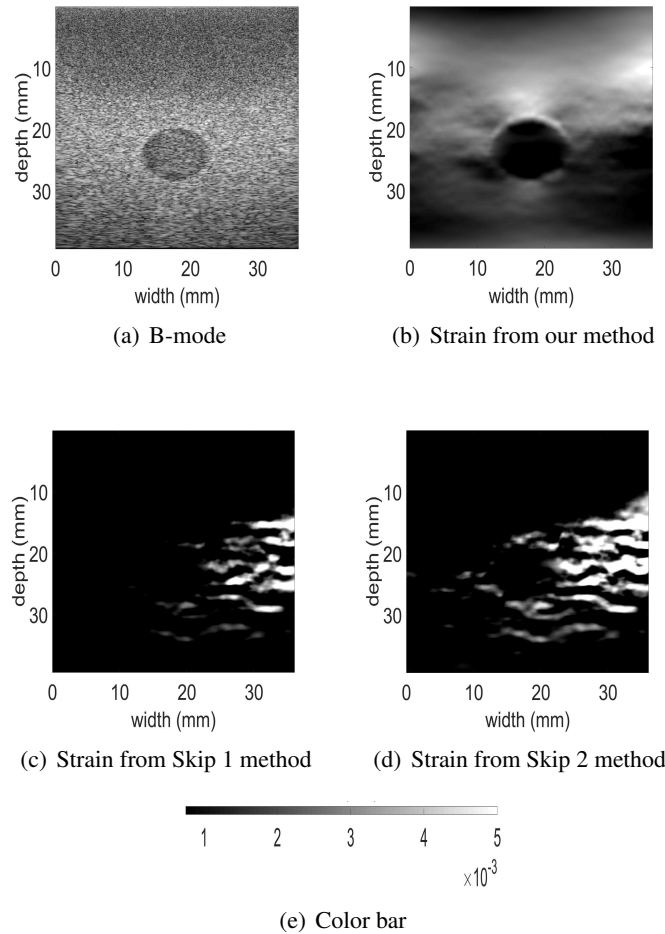 10
20
30
depth (mm)
0 10 20 30
width (mm)
(a) B-mode
10
20
30
depth (mm)
0 10 20 30
width (mm)
(b) Strain from our method
10
20
30
depth (mm)
0 10 20 30
width (mm)
(c) Strain from Skip 1 method
10
20
30
depth (mm)
0 10 20 30
width (mm)
(d) Strain from Skip 2 method
1 2 3 4 5
×10-3
(e) Color bar